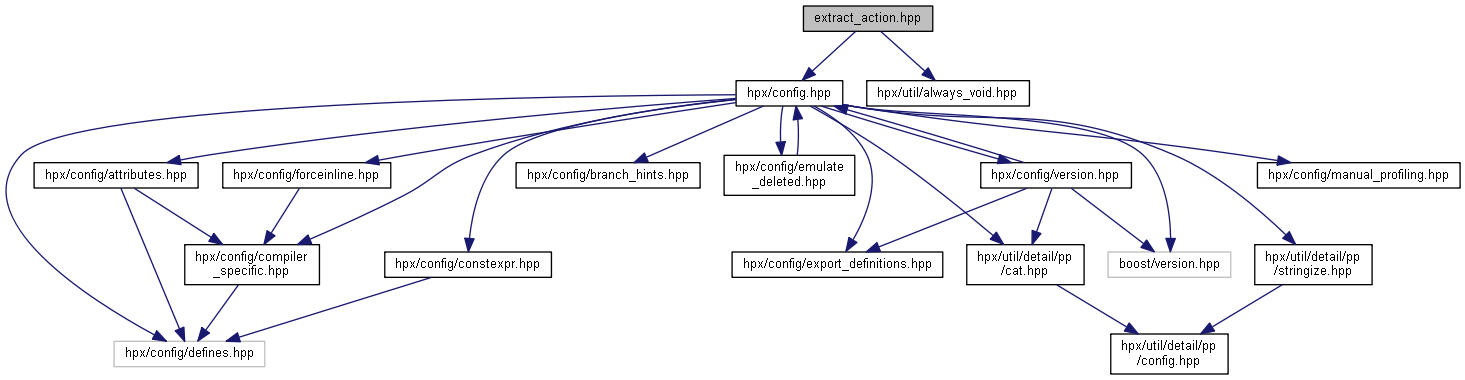 extract_action.hpp
hpx/config.hpp
hpx/util/always_void.hpp
hpx/config/attributes.hpp
hpx/config/forceinline.hpp
hpx/config/branch_hints.hpp
hpx/config/emulate
_deleted.hpp
hpx/config/version.hpp
hpx/config/manual_profiling.hpp
hpx/config/compiler
_specific.hpp
hpx/config/constexpr.hpp
hpx/config/export_definitions.hpp
hpx/util/detail/pp
/cat.hpp
boost/version.hpp
hpx/util/detail/pp
/stringize.hpp
hpx/config/defines.hpp
hpx/util/detail/pp
/config.hpp